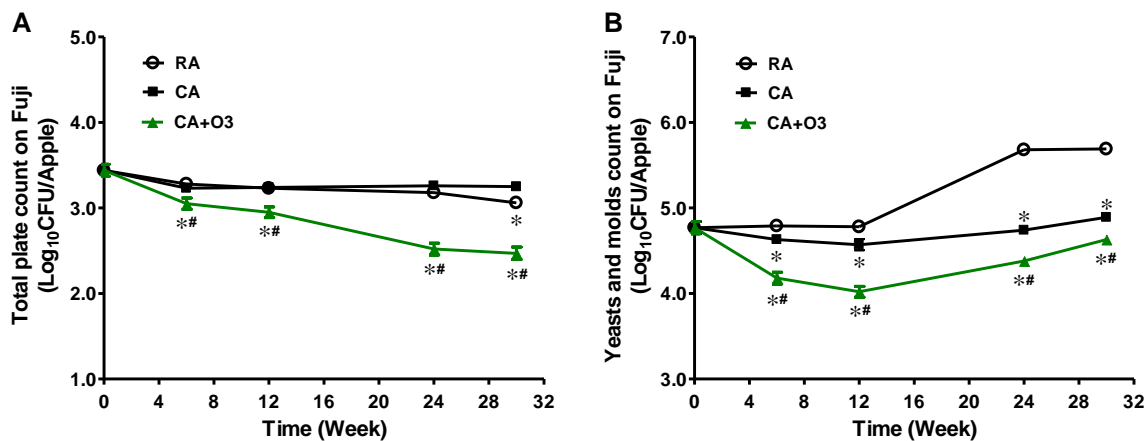 A
Total plate count on Fuji
(Log10CFU/Apple)
5.0
4.0
3.0
2.0
1.0
RA
CA
CA+O3
*#
*#
*#
*
*#
0 4 8 12 16 20 24 28 32
Time (Week)
B
Yeasts and molds count on Fuji
(Log10CFU/Apple)
7.0
6.0
5.0
4.0
3.0
RA
CA
CA+O3
*
*
*
*
*#
*#
*#
*#
0 4 8 12 16 20 24 28 32
Time (Week)